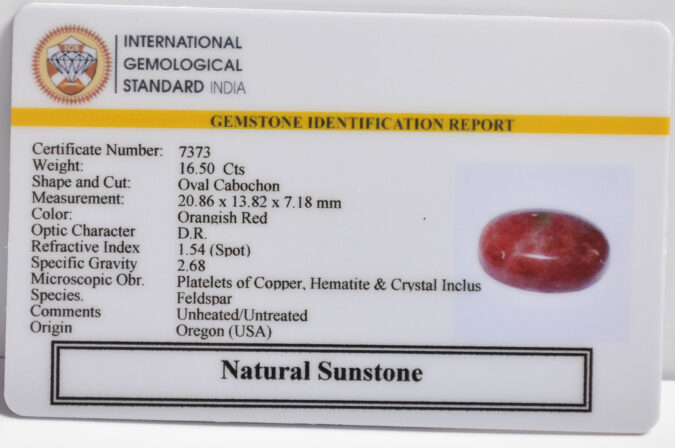 IGS
INTERNATIONAL
GEMOLOGICAL
STANDARD INDIA
GEMSTONE IDENTIFICATION REPORT
Certificate Number: 7373
Weight: 16.50 Cts
Shape and Cut: Oval Cabochon
Measurement: 20.86 x 13.82 x 7.18 mm
Color: Orangish Red
Optic Character D.R.
Refractive Index 1.54 (Spot)
Specific Gravity 2.68
Microscopic Obr. Platelets of Copper, Hematite & Crystal Inclus
Species. Feldspar
Comments Unheated/Untreated
Origin Oregon (USA)
Natural Sunstone